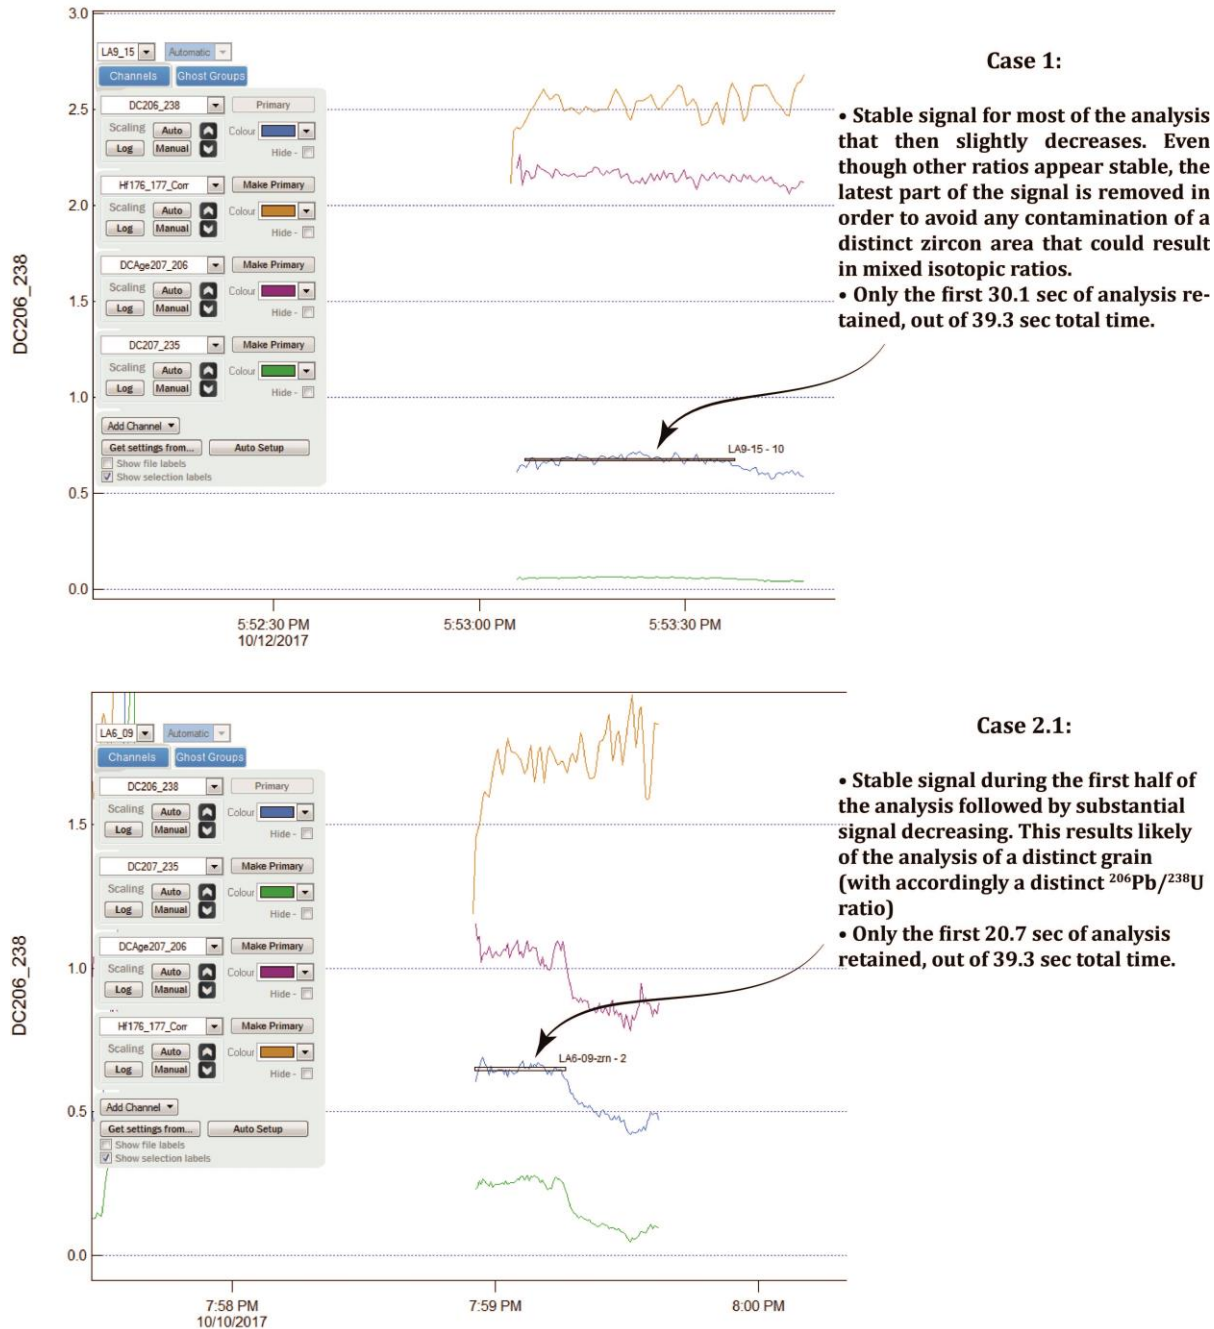 3.0
LA9_15 Automatic
Channels Ghost Groups
DC206_238 Primary
Scaling Auto Colour
Log Manual Hide -
Hf176_177_Corr Make Primary
Scaling Auto Colour
Log Manual Hide -
DCAge207_206 Make Primary
Scaling Auto Colour
Log Manual Hide -
DC207_235 Make Primary
Scaling Auto Colour
Log Manual Hide -
Add Channel
Get settings from... Auto Setup
Show file labels
Show selection labels
2.5
2.0
1.5
1.0
0.5
0.0
DC206_238
LA9-15 - 10
5:52:30 PM
10/12/2017
5:53:00 PM
5:53:30 PM
Case 1:
• Stable signal for most of the analysis
that then slightly decreases. Even
though other ratios appear stable, the
latest part of the signal is removed in
order to avoid any contamination of a
distinct zircon area that could result
in mixed isotopic ratios.
• Only the first 30.1 sec of analysis re-
tained, out of 39.3 sec total time.
LA6_09 Automatic
Channels Ghost Groups
DC206_238 Primary
Scaling Auto Colour
Log Manual Hide -
DC207_235 Make Primary
Scaling Auto Colour
Log Manual Hide -
DCAge207_206 Make Primary
Scaling Auto Colour
Log Manual Hide -
Hf176_177_Corr Make Primary
Scaling Auto Colour
Log Manual Hide -
Add Channel
Get settings from... Auto Setup
Show file labels
Show selection labels
1.5
1.0
0.5
0.0
DC206_238
LA6-09-zrn - 2
7:58 PM
10/10/2017
7:59 PM
8:00 PM
Case 2.1:
• Stable signal during the first half of
the analysis followed by substantial
signal decreasing. This results likely
of the analysis of a distinct grain
(with accordingly a distinct ²⁰⁶Pb/²³⁸U
ratio)
• Only the first 20.7 sec of analysis
retained, out of 39.3 sec total time.